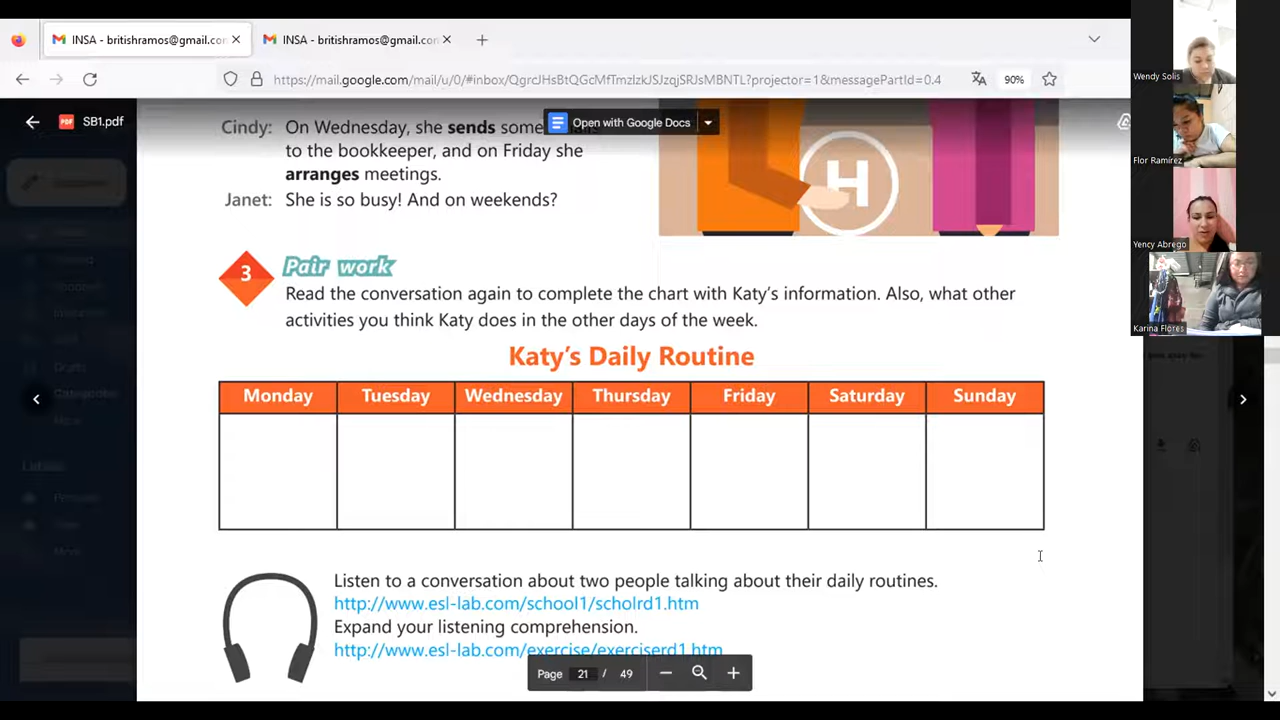 INSA - britishramos@gmail.con
INSA - britishramos@gmail.con
https://mail.google.com/mail/u/0/#inbox/QgrcJHsBtQGcMfTmzIzkJSJzqjSRJsMBNTL?projector=1&messagePartId=0.4
90%
SB1.pdf
Open with Google Docs
Cindy: On Wednesday, she sends some
to the bookkeeper, and on Friday she
arranges meetings.
Janet: She is so busy! And on weekends?
H
3
Pair work
Read the conversation again to complete the chart with Katy's information. Also, what other
activities you think Katy does in the other days of the week.
Katy's Daily Routine
Monday Tuesday Wednesday Thursday Friday Saturday Sunday
Listen to a conversation about two people talking about their daily routines.
http://www.esl-lab.com/school1/scholrd1.htm
Expand your listening comprehension.
http://www.esl-lab.com/exercise/exerciserd1.htm
Page 21 / 49
Wendy Solis
Flor Ramírez
Yency Abrego
Karina Flores